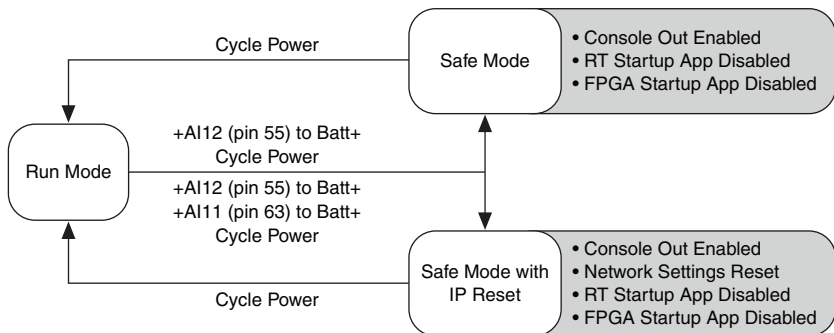 Cycle Power
Safe Mode
• Console Out Enabled
• RT Startup App Disabled
• FPGA Startup App Disabled
Run Mode
+AI12 (pin 55) to Batt+
Cycle Power
+AI12 (pin 55) to Batt+
+AI11 (pin 63) to Batt+
Cycle Power
Cycle Power
Safe Mode with
IP Reset
• Console Out Enabled
• Network Settings Reset
• RT Startup App Disabled
• FPGA Startup App Disabled